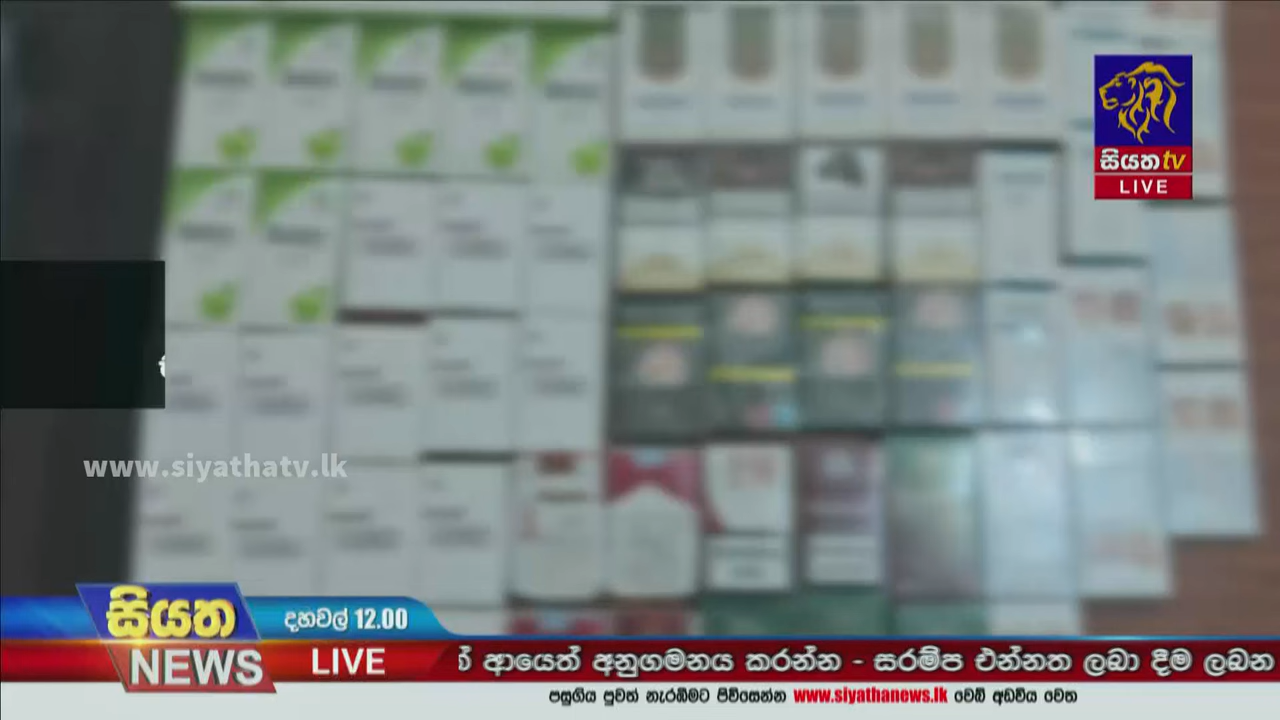 සියත tv
LIVE
www.siyathatv.lk
සියත
දහවල් 12.00
NEWS
LIVE
ආයෙත් අනුගමනය කරන්න - සරම්ප එන්නත ලබා දීම ලබන
පසුගිය පුවත් නැරඹීමට පිවිසෙන්න www.siyathanews.lk වෙබ් අඩවිය වෙත